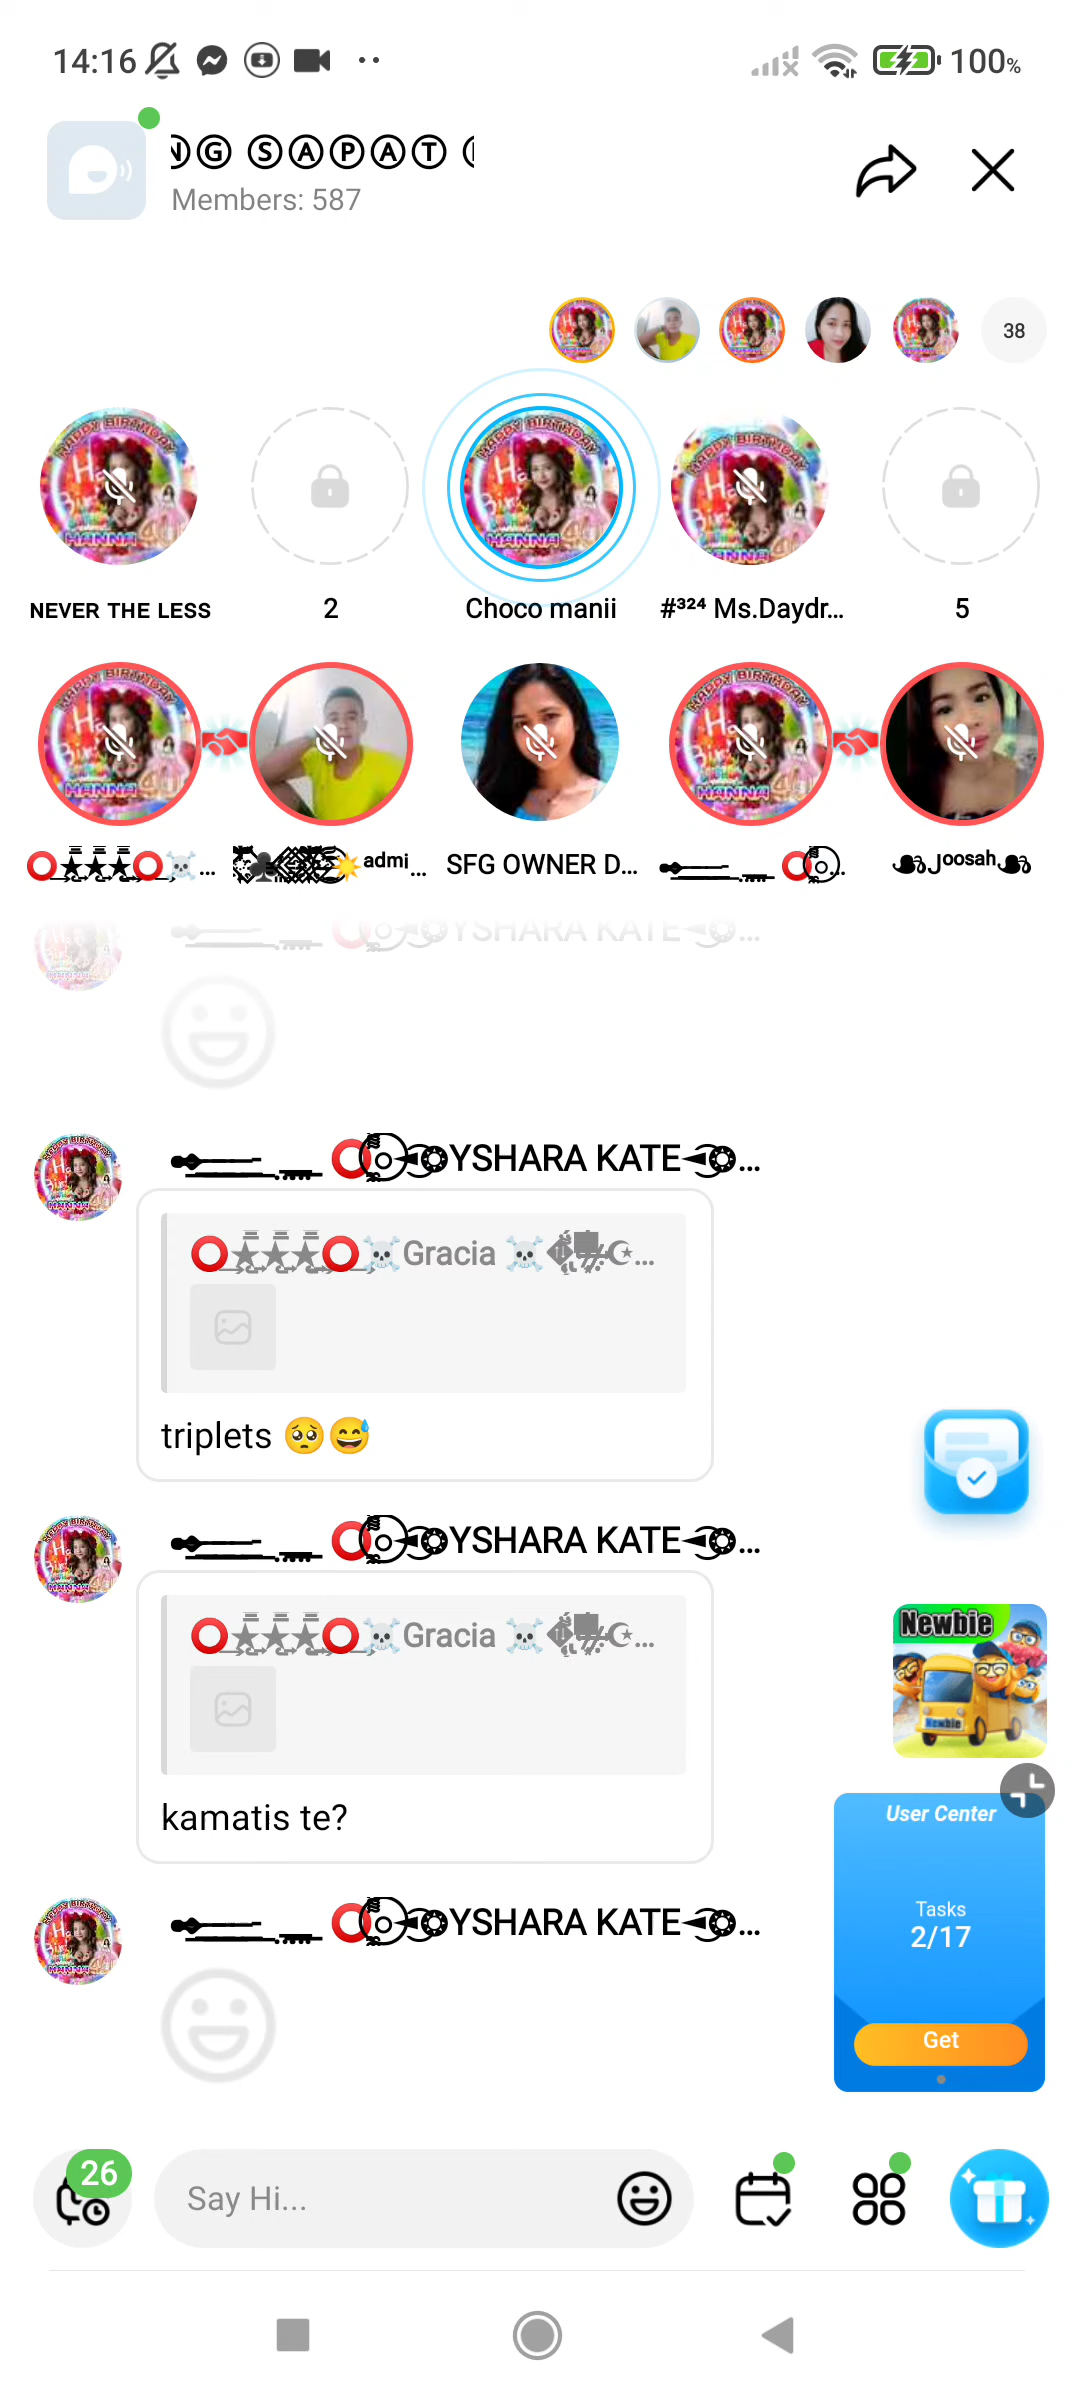 14:16
100%
Ⓖ ⓈⒶⓅⒶⓉ
Members: 587
38
NEVER THE LESS
2
Choco manii
#³²⁴ Ms.Daydr...
5
ᵃᵈᵐⁱ...
SFG OWNER D...
Jᵒᵒˢᵃʰ
YSHARA KATE ...
YSHARA KATE ...
Gracia
triplets 🥺😅
YSHARA KATE ...
Gracia
kamatis te?
YSHARA KATE ...
Newbie
Newbie
User Center
Tasks
2/17
Get
26
Say Hi...